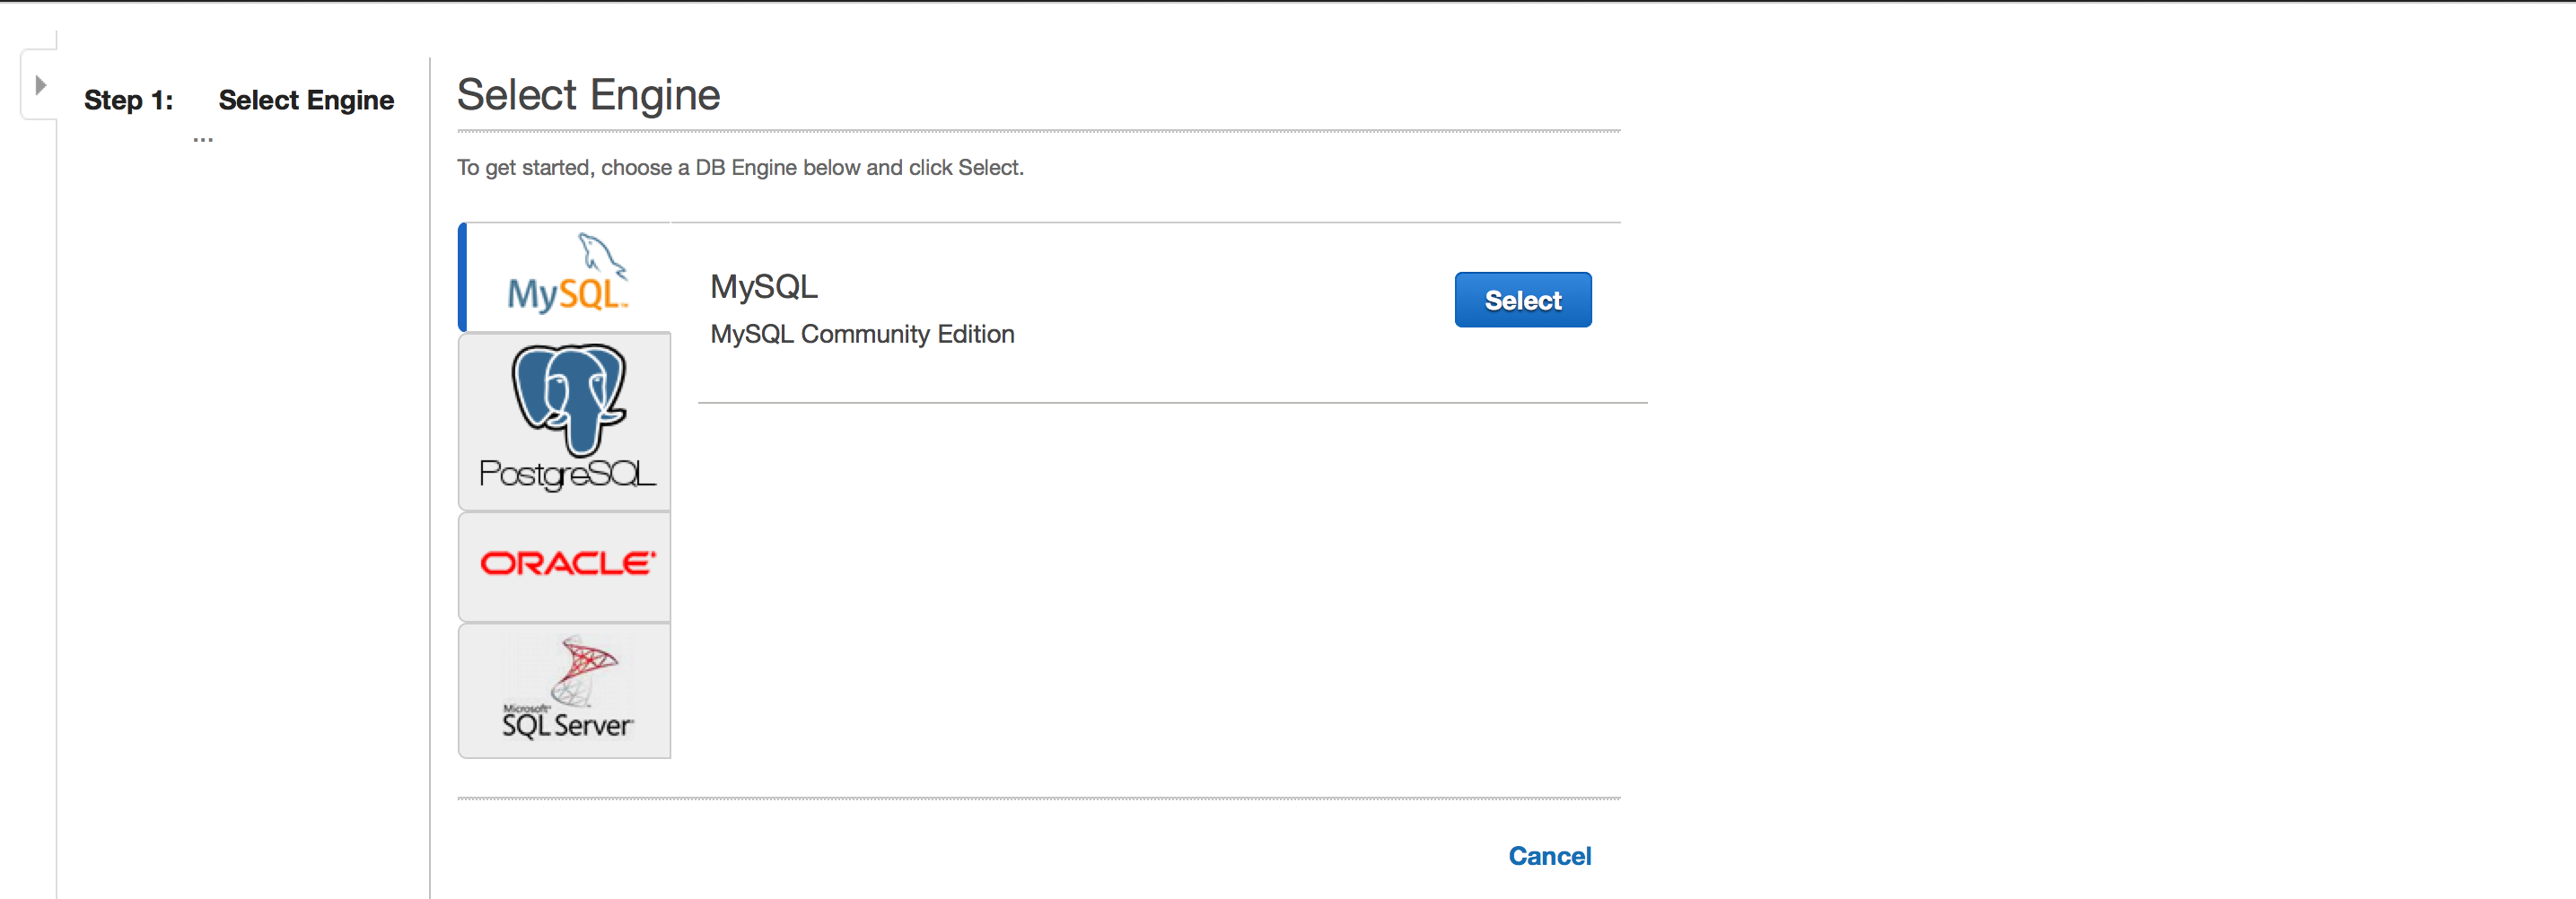 Step 1: Select Engine
...
Select Engine
To get started, choose a DB Engine below and click Select.
MySQL™
MySQL
MySQL Community Edition
Select
PostgreSQL
ORACLE®
Microsoft®
SQL Server®
Cancel